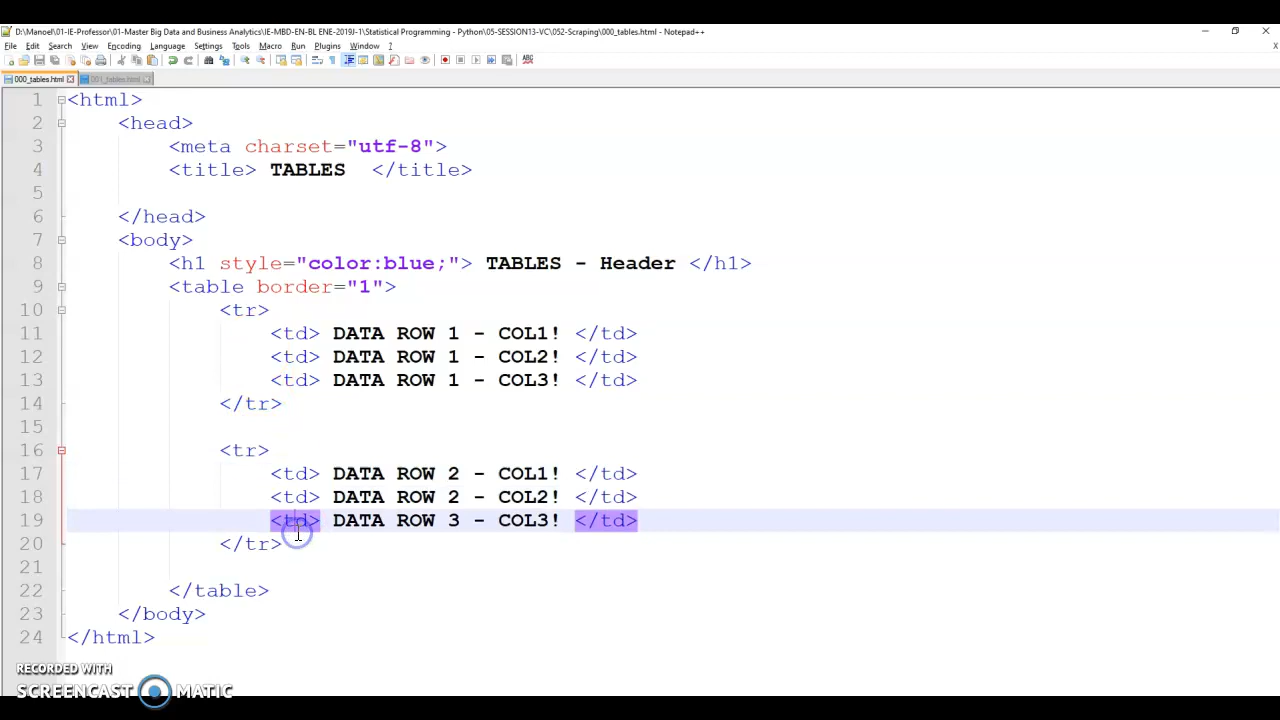 D:\Manoel\01-IE-Professor\01-Master Big Data and Business Analytics\IE-MBD-EN-BL ENE-2019J-1\Statistical Programming - Python\05-SESSION13-VC\052-Scraping\000_tables.html - Notepad++
File Edit Search View Encoding Language Settings Tools Macro Run Plugins Window ?
000_tables.html 001_tables.html
1 <html>
2 <head>
3 <meta charset="utf-8">
4 <title> TABLES  </title>
5
6 </head>
7 <body>
8 <h1 style="color:blue;"> TABLES - Header </h1>
9 <table border="1">
10 <tr>
11 <td> DATA ROW 1 - COL1! </td>
12 <td> DATA ROW 1 - COL2! </td>
13 <td> DATA ROW 1 - COL3! </td>
14 </tr>
15
16 <tr>
17 <td> DATA ROW 2 - COL1! </td>
18 <td> DATA ROW 2 - COL2! </td>
19 <td> DATA ROW 3 - COL3! </td>
20 </tr>
21
22 </table>
23 </body>
24 </html>
RECORDED WITH
SCREENCAST MATIC